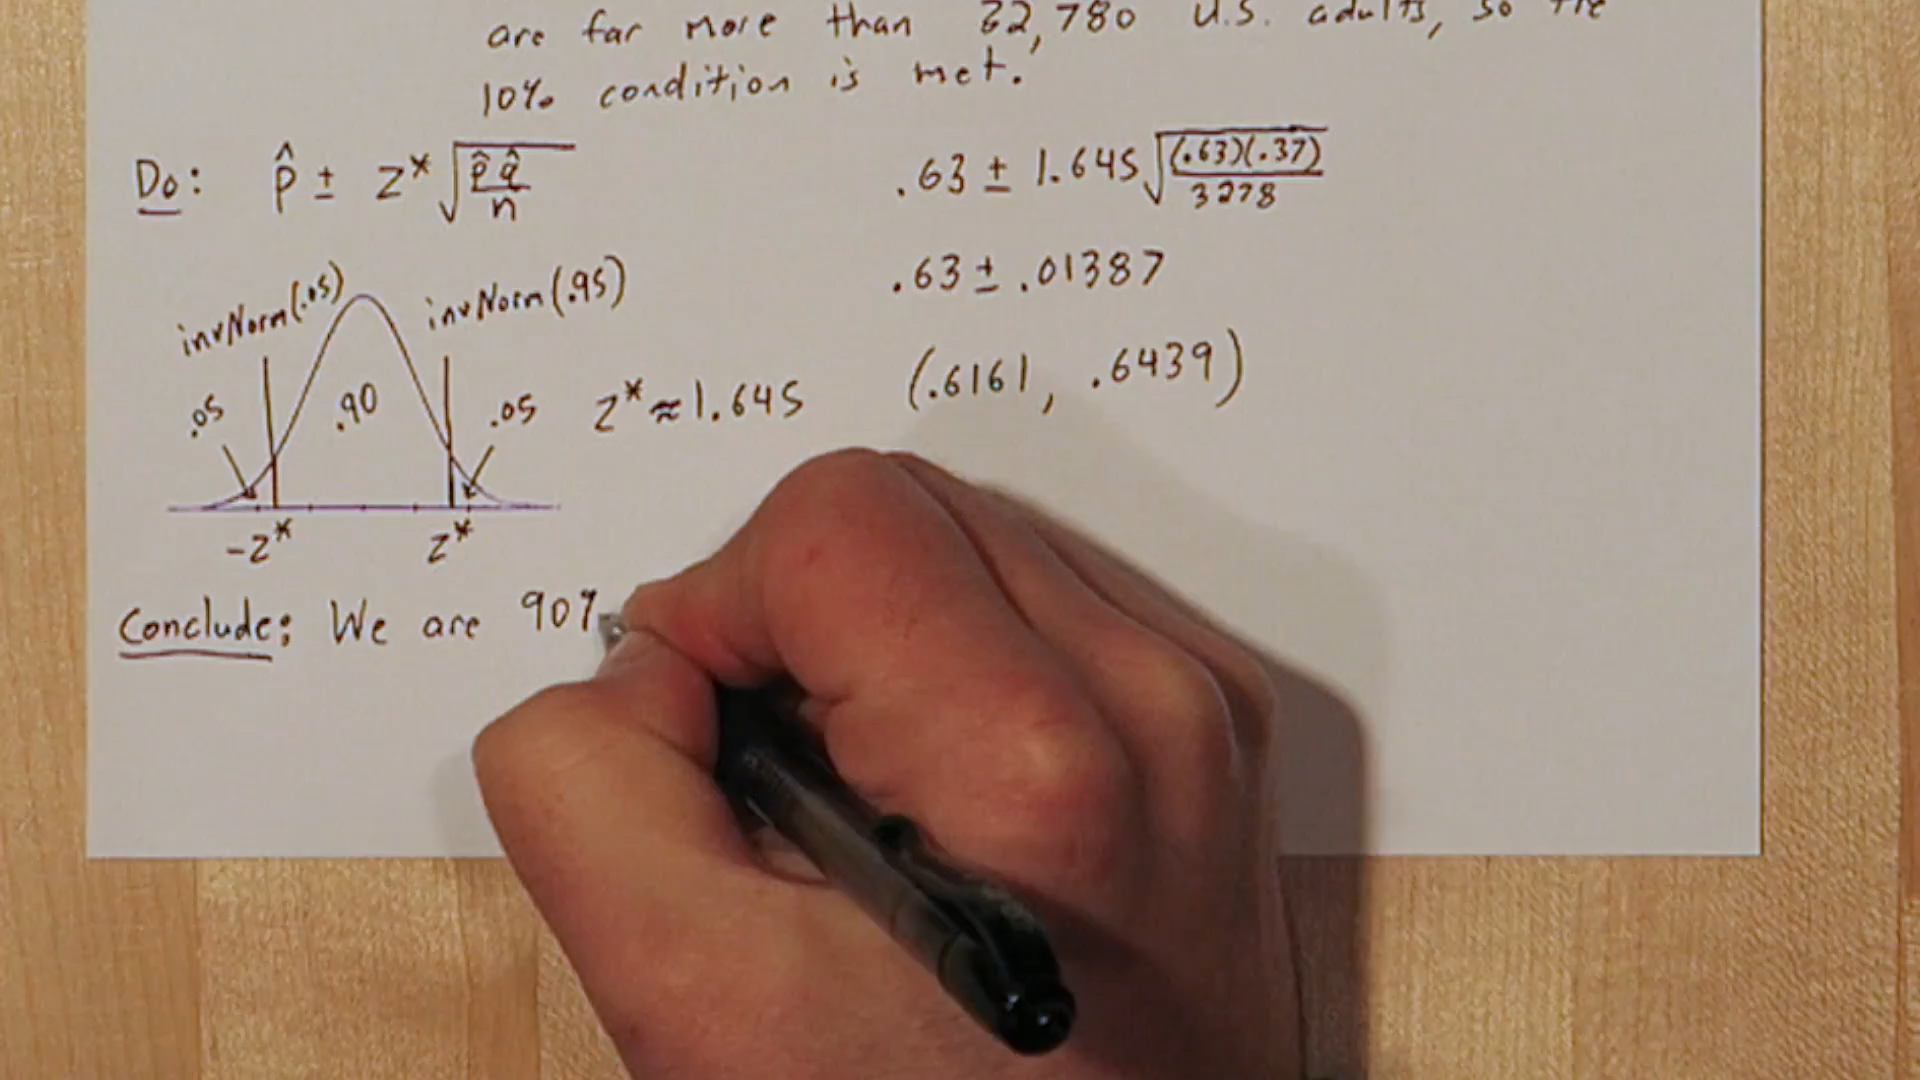 are far more than 32,780 U.S. adults, so the
10% condition is met.
Do: p̂ ± z* √(p̂ q̂ / n)
.63 ± 1.645 √((.63)(.37) / 3278)
.63 ± .01387
(.6161, .6439)
invNorm(.05) invNorm(.95)
.05 .90 .05
z* ≈ 1.645
-z* z*
Conclude: We are 90%